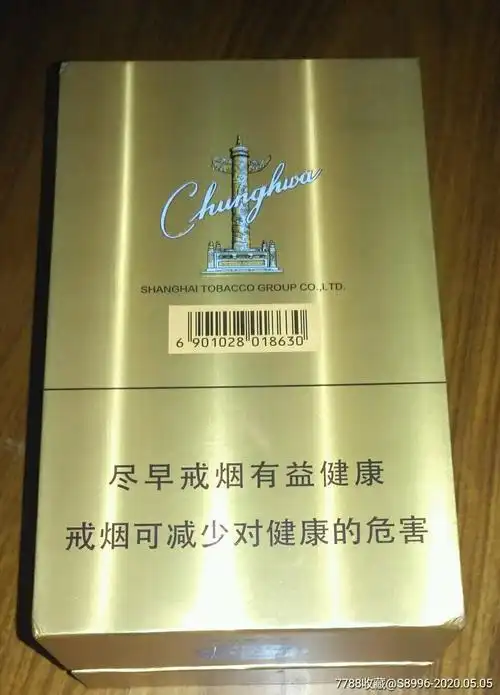 Chunghwa
SHANGHAI TOBACCO GROUP CO.,LTD.
6 901028 018630
尽早戒烟有益健康
戒烟可减少对健康的危害
7788收藏@S8996-2020.05.05